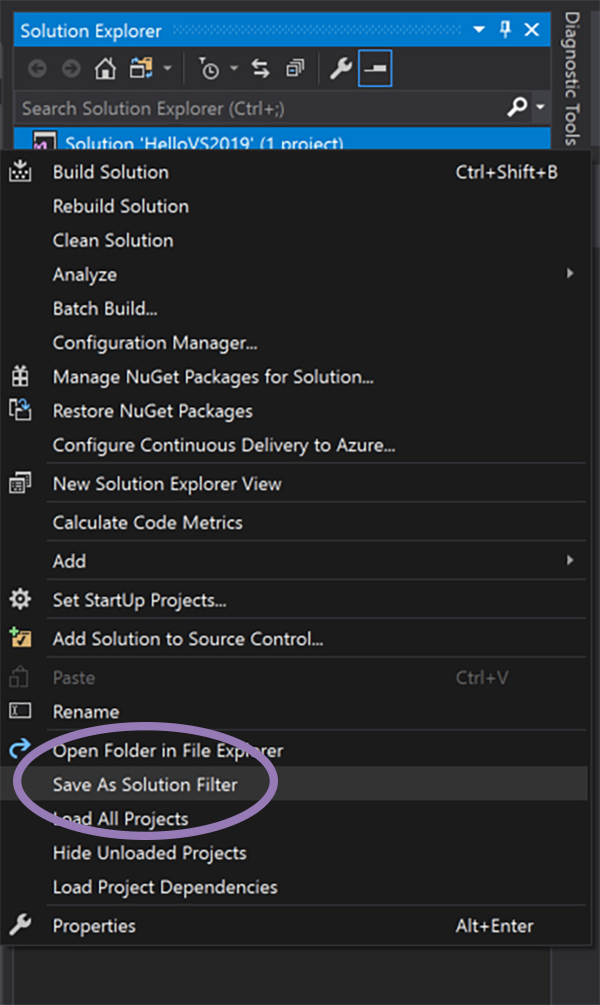 Solution Explorer
Search Solution Explorer (Ctrl+;)
Solution 'HelloVS2019' (1 project)
Build Solution Ctrl+Shift+B
Rebuild Solution
Clean Solution
Analyze
Batch Build...
Configuration Manager...
Manage NuGet Packages for Solution...
Restore NuGet Packages
Configure Continuous Delivery to Azure...
New Solution Explorer View
Calculate Code Metrics
Add
Set StartUp Projects...
Add Solution to Source Control...
Paste Ctrl+V
Rename
Open Folder in File Explorer
Save As Solution Filter
Load All Projects
Hide Unloaded Projects
Load Project Dependencies
Properties Alt+Enter
Diagnostic Tools